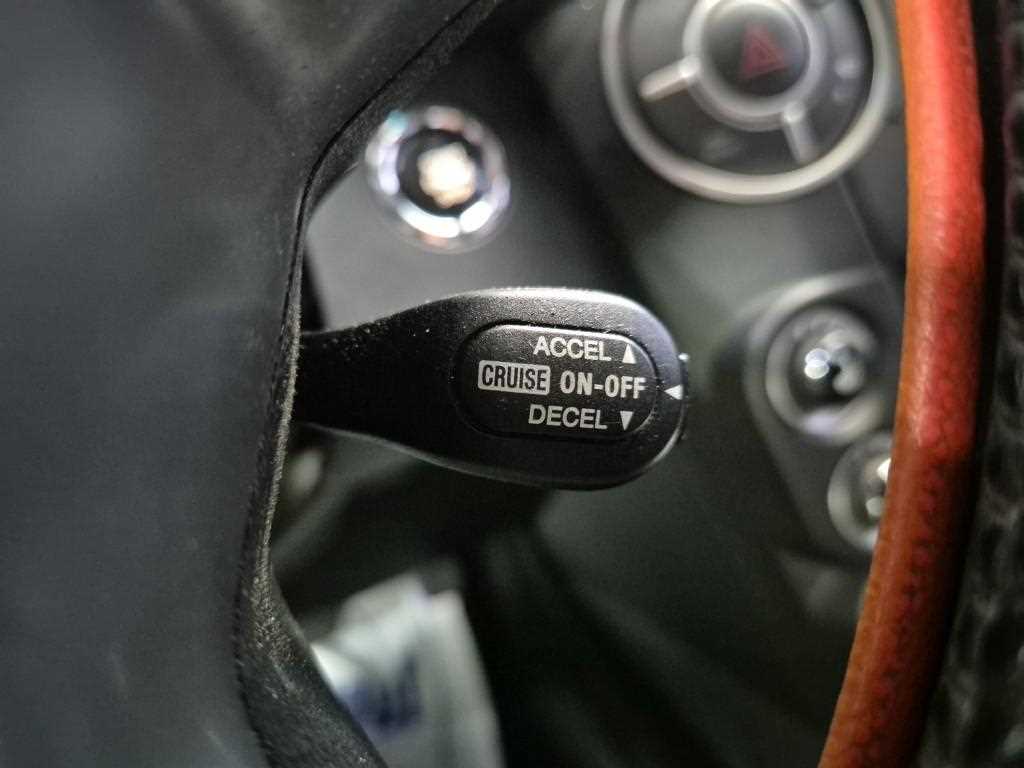 ACCEL ▲
CRUISE ON-OFF ◀
DECEL ▼